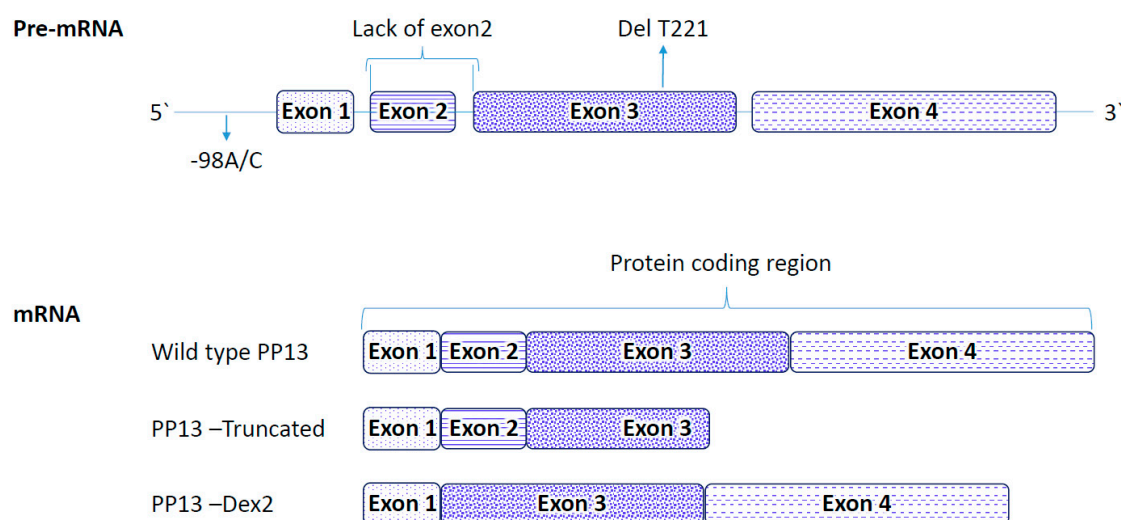 Pre-mRNA
Lack of exon2
Del T221
5`
Exon 1
Exon 2
Exon 3
Exon 4
3`
-98A/C
Protein coding region
mRNA
Wild type PP13
Exon 1
Exon 2
Exon 3
Exon 4
PP13 –Truncated
Exon 1
Exon 2
Exon 3
PP13 –Dex2
Exon 1
Exon 3
Exon 4